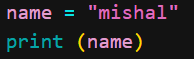 name = "mishal"
print (name)